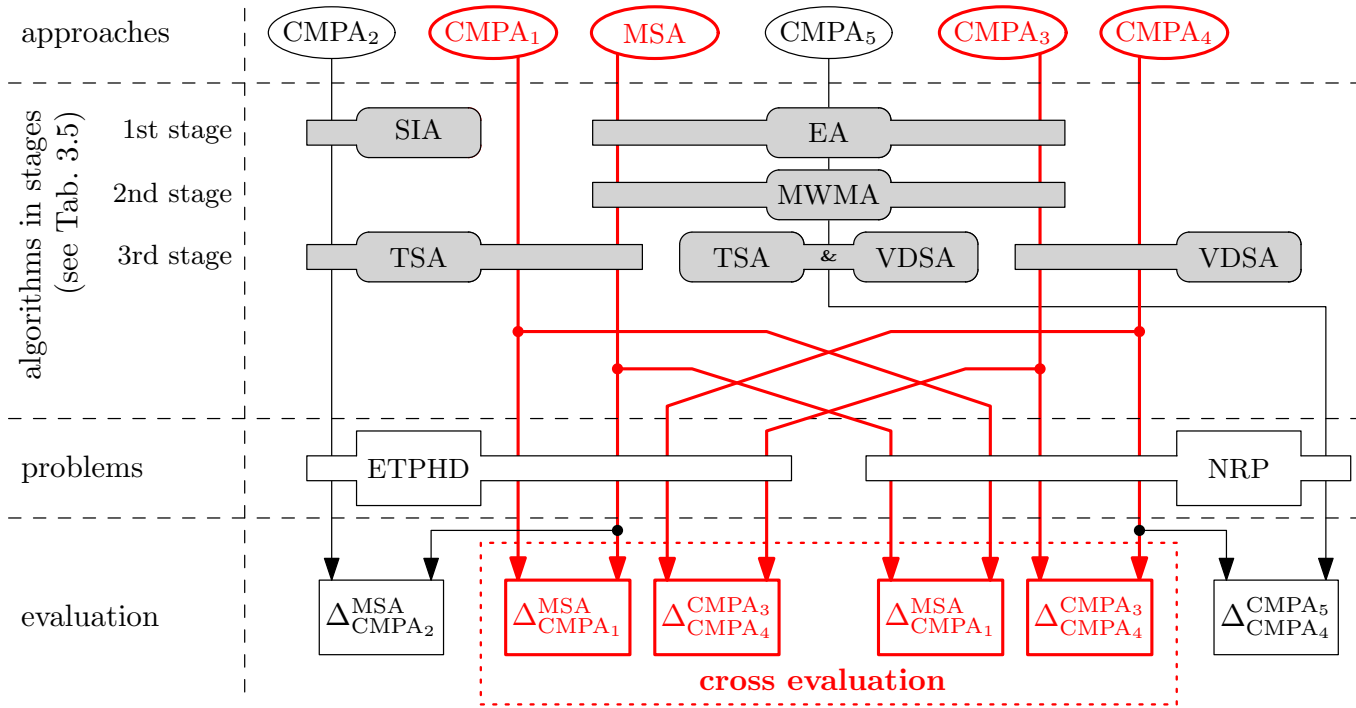 approaches CMPA₂ CMPA₁ MSA CMPA₅ CMPA₃ CMPA₄
algorithms in stages
(see Tab. 3.5)
1st stage SIA EA
2nd stage MWMA
3rd stage TSA TSA & VDSA VDSA
problems ETPHD NRP
evaluation Δ^MSA_CMPA₂ Δ^MSA_CMPA₁ Δ^CMPA₃_CMPA₄ Δ^MSA_CMPA₁ Δ^CMPA₃_CMPA₄ Δ^CMPA₅_CMPA₄
cross evaluation